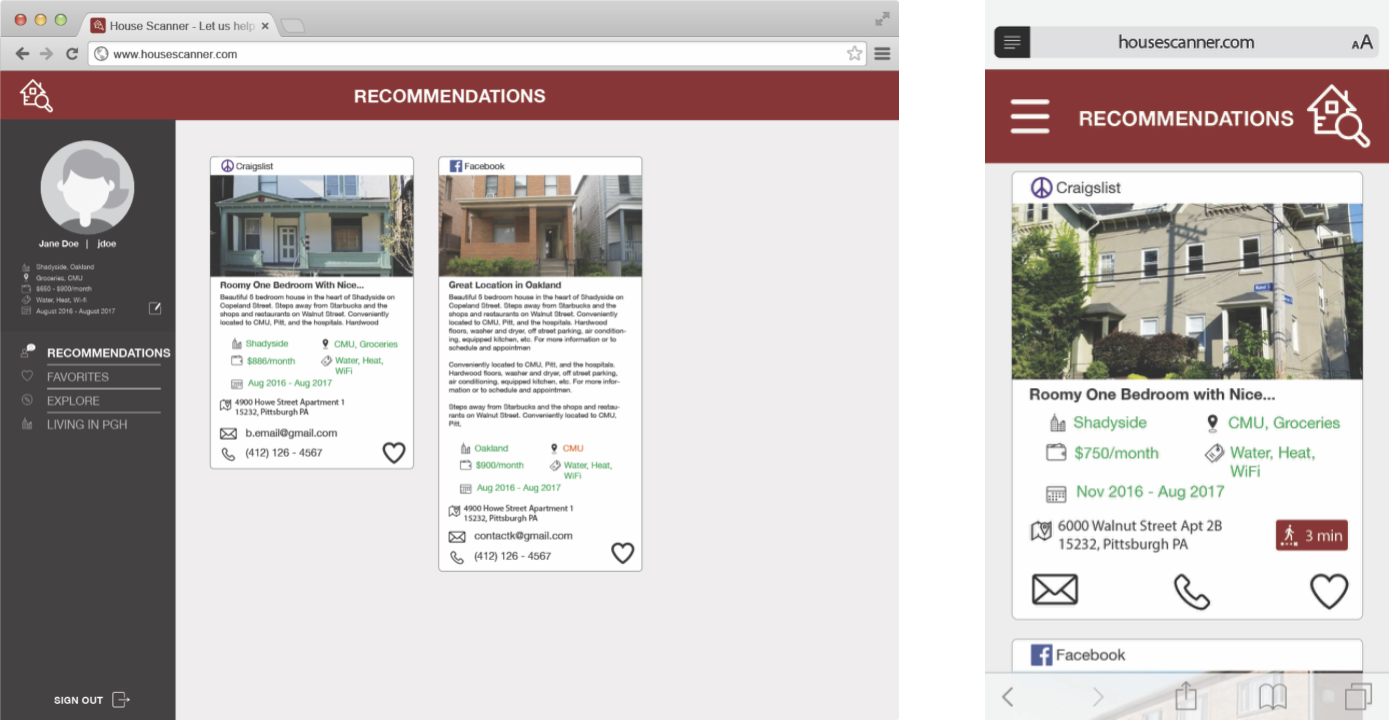 House Scanner - Let us help
www.housescanner.com
RECOMMENDATIONS
Jane Doe | jdoe
Shadyside, Oakland
Groceries, CMU
$650 - $900/month
Water, Heat, Wi-fi
August 2016 - August 2017
RECOMMENDATIONS
FAVORITES
EXPLORE
LIVING IN PGH
SIGN OUT
Craigslist
Roomy One Bedroom With Nice...
Beautiful 5 bedroom house in the heart of Shadyside on
Copeland Street. Steps away from Starbucks and the
shops and restaurants on Walnut Street. Conveniently
located to CMU, Pitt, and the hospitals. Hardwood
Shadyside
CMU, Groceries
$886/month
Water, Heat,
WiFi
Aug 2016 - Aug 2017
4900 Howe Street Apartment 1
15232, Pittsburgh PA
b.email@gmail.com
(412) 126 - 4567
Facebook
Great Location in Oakland
Beautiful 5 bedroom house in the heart of Shadyside on
Copeland Street. Steps away from Starbucks and the
shops and restaurants on Walnut Street. Conveniently
located to CMU, Pitt, and the hospitals. Hardwood
floors, washer and dryer, off street parking, air condition-
ing, equipped kitchen, etc. For more information or to
schedule and appointmen
Conveniently located to CMU, Pitt, and the hospitals.
Hardwood floors, washer and dryer, off street parking,
air conditioning, equipped kitchen, etc. For more infor-
mation or to schedule and appointmen.
Steps away from Starbucks and the shops and restau-
rants on Walnut Street. Conveniently located to CMU,
Pitt,
Oakland
CMU
$900/month
Water, Heat,
WiFi
Aug 2016 - Aug 2017
4900 Howe Street Apartment 1
15232, Pittsburgh PA
contactk@gmail.com
(412) 126 - 4567
housescanner.com
AA
RECOMMENDATIONS
Craigslist
Roomy One Bedroom with Nice...
Shadyside
CMU, Groceries
$750/month
Water, Heat,
WiFi
Nov 2016 - Aug 2017
6000 Walnut Street Apt 2B
15232, Pittsburgh PA
3 min
Facebook